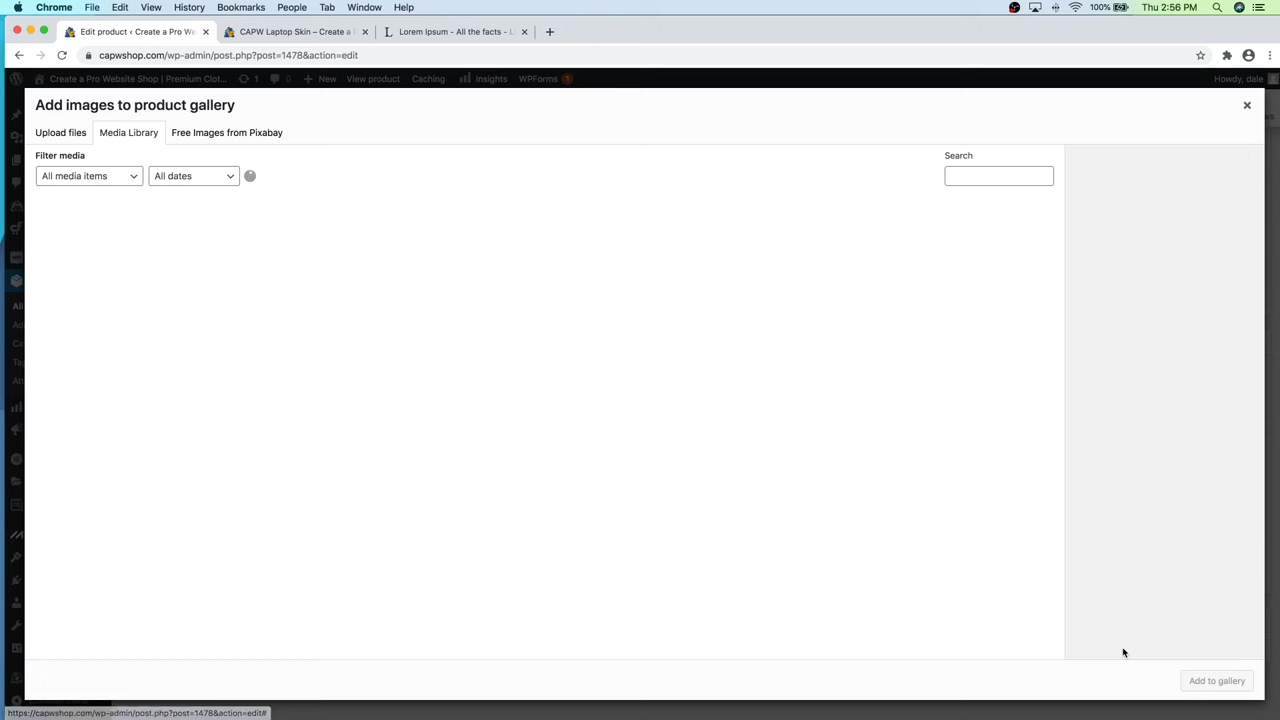 Chrome File Edit View History Bookmarks People Tab Window Help 100% Thu 2:56 PM
Edit product ‹ Create a Pro We × CAPW Laptop Skin – Create a × Lorem Ipsum - All the facts - L ×
capwshop.com/wp-admin/post.php?post=1478&action=edit
Create a Pro Website Shop | Premium Clot... 1 0 New View product Caching Insights WPForms 1 Howdy, dale
Add images to product gallery
Upload files Media Library Free Images from Pixabay
Filter media Search
All media items All dates
All
Add to gallery
https://capwshop.com/wp-admin/post.php?post=1478&action=edit#